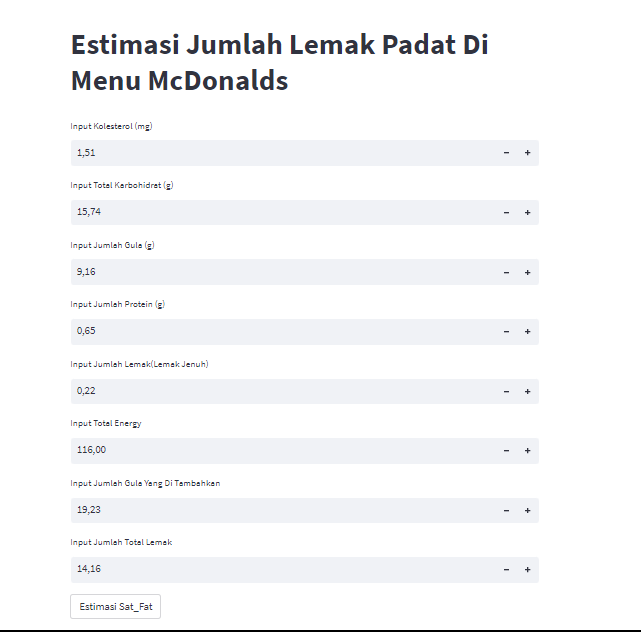 Estimasi Jumlah Lemak Padat Di
Menu McDonalds
Input Kolesterol (mg)
1,51
Input Total Karbohidrat (g)
15,74
Input Jumlah Gula (g)
9,16
Input Jumlah Protein (g)
0,65
Input Jumlah Lemak(Lemak Jenuh)
0,22
Input Total Energy
116,00
Input Jumlah Gula Yang Di Tambahkan
19,23
Input Jumlah Total Lemak
14,16
Estimasi Sat_Fat